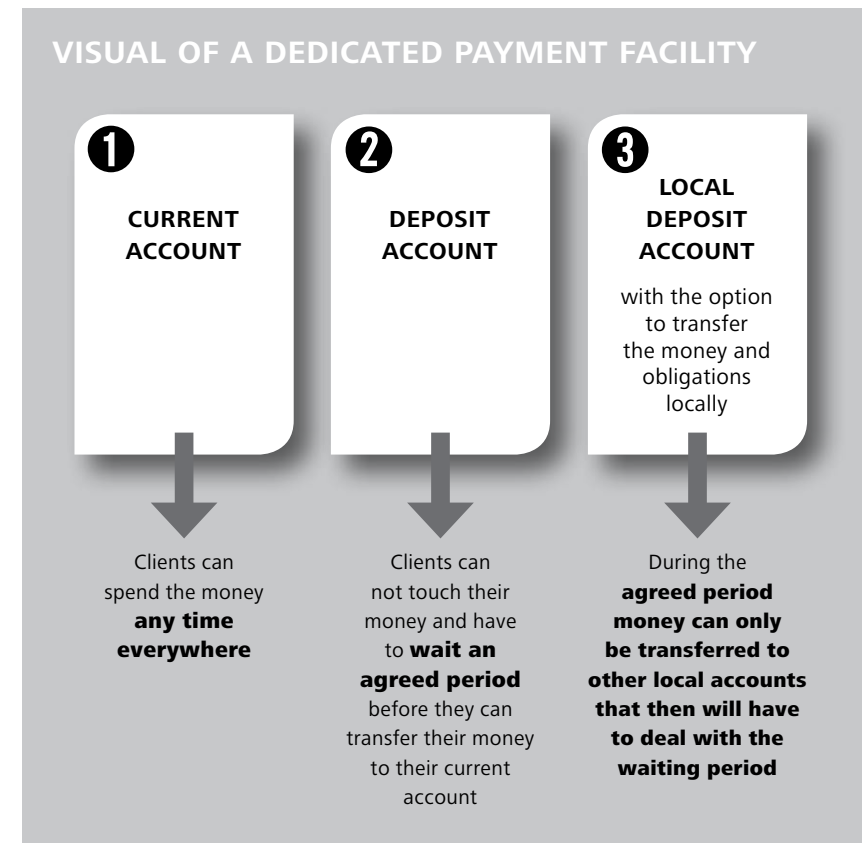 VISUAL OF A DEDICATED PAYMENT FACILITY
1
CURRENT
ACCOUNT
Clients can
spend the money
any time
everywhere
2
DEPOSIT
ACCOUNT
Clients can
not touch their
money and have
to wait an
agreed period
before they can
transfer their money
to their current
account
3
LOCAL
DEPOSIT
ACCOUNT
with the option
to transfer
the money and
obligations
locally
During the
agreed period
money can only
be transferred to
other local accounts
that then will have
to deal with the
waiting period